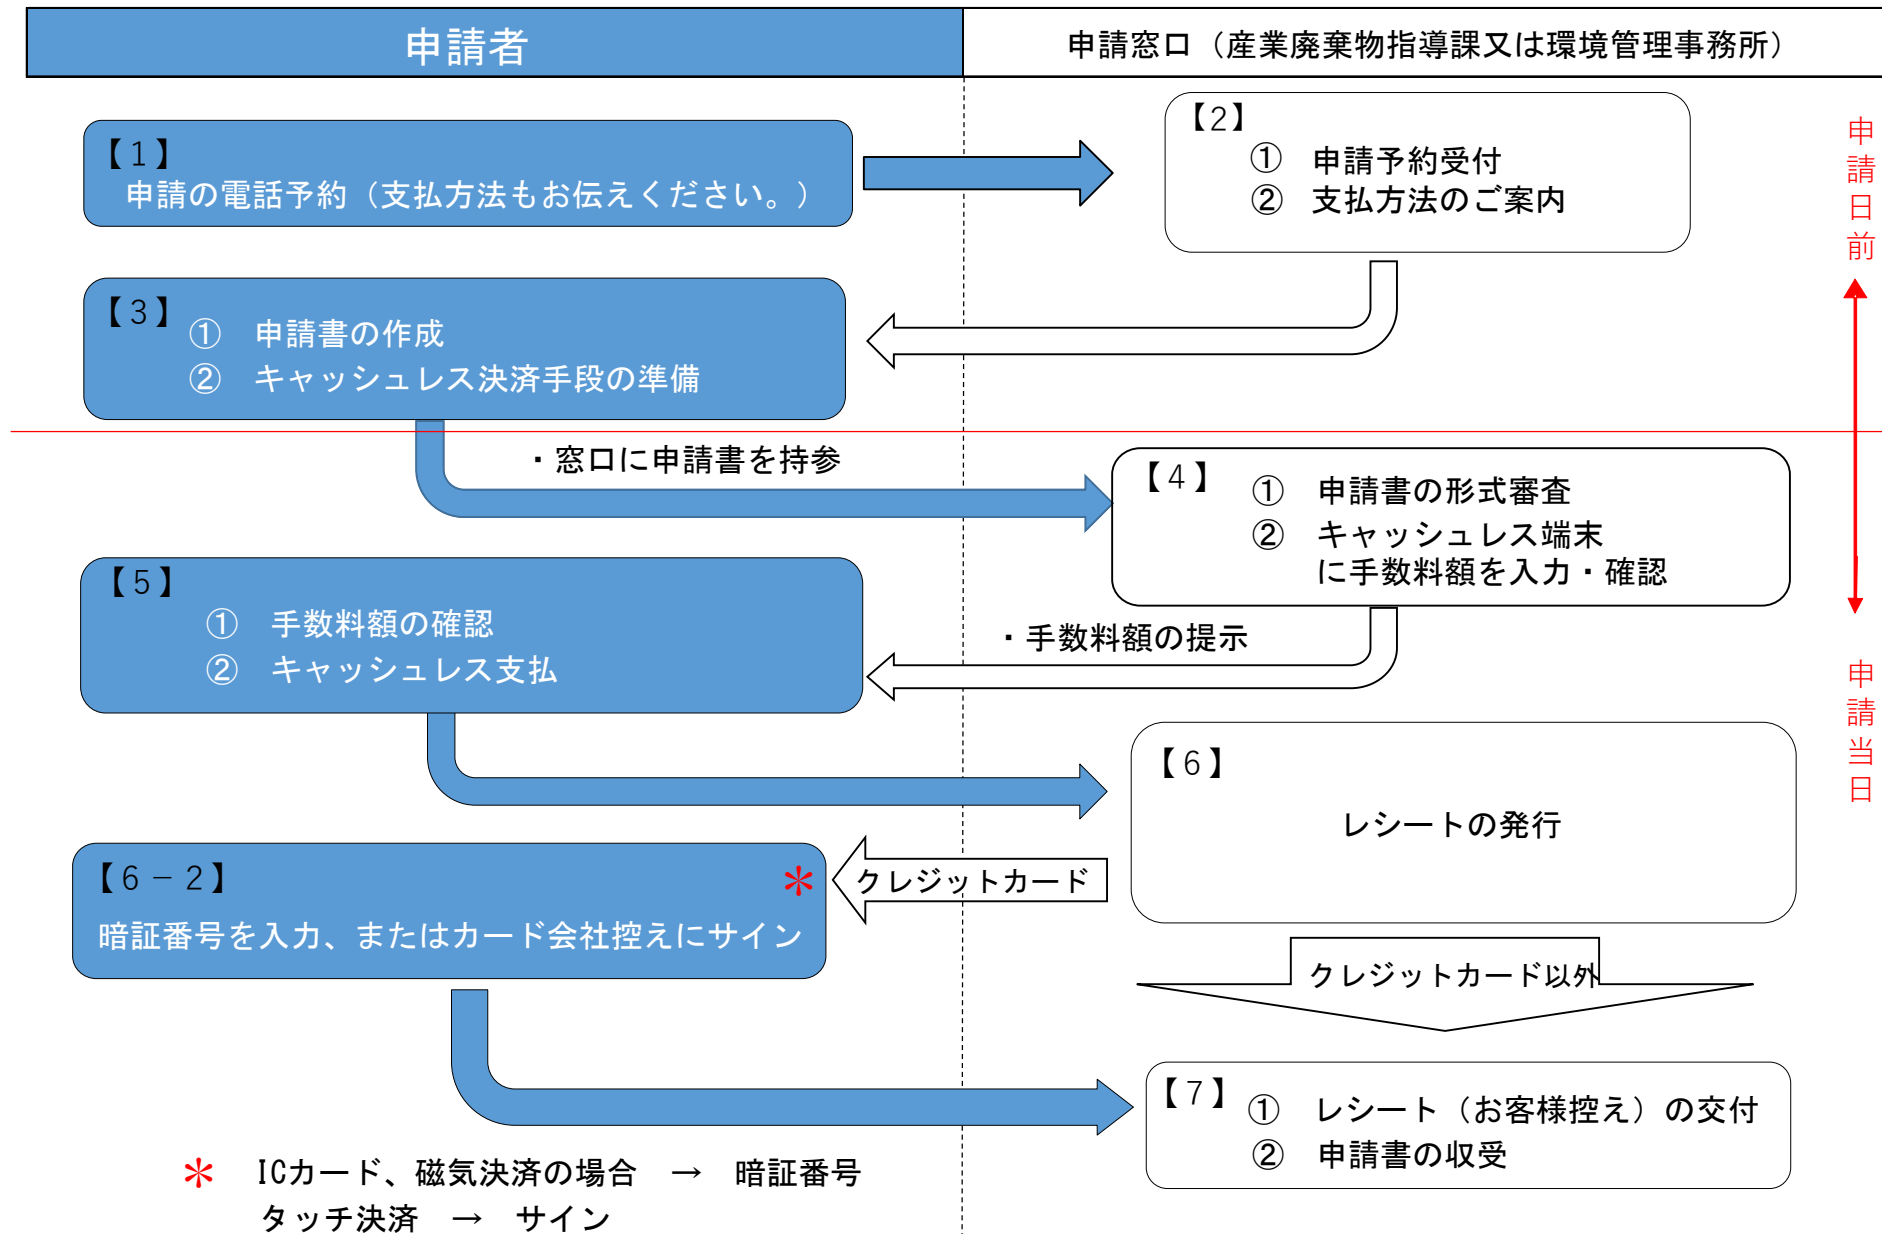 申請者
申請窓口（産業廃棄物指導課又は環境管理事務所）
【1】
申請の電話予約（支払方法もお伝えください。）
【2】
① 申請予約受付
② 支払方法のご案内
申請日前
【3】
① 申請書の作成
② キャッシュレス決済手段の準備
・窓口に申請書を持参
【4】
① 申請書の形式審査
② キャッシュレス端末
に手数料額を入力・確認
【5】
① 手数料額の確認
② キャッシュレス支払
・手数料額の提示
申請当日
【6】
レシートの発行
クレジットカード
【6－2】
＊
暗証番号を入力、またはカード会社控えにサイン
クレジットカード以外
【7】
① レシート（お客様控え）の交付
② 申請書の収受
＊ ICカード、磁気決済の場合 → 暗証番号
タッチ決済 → サイン